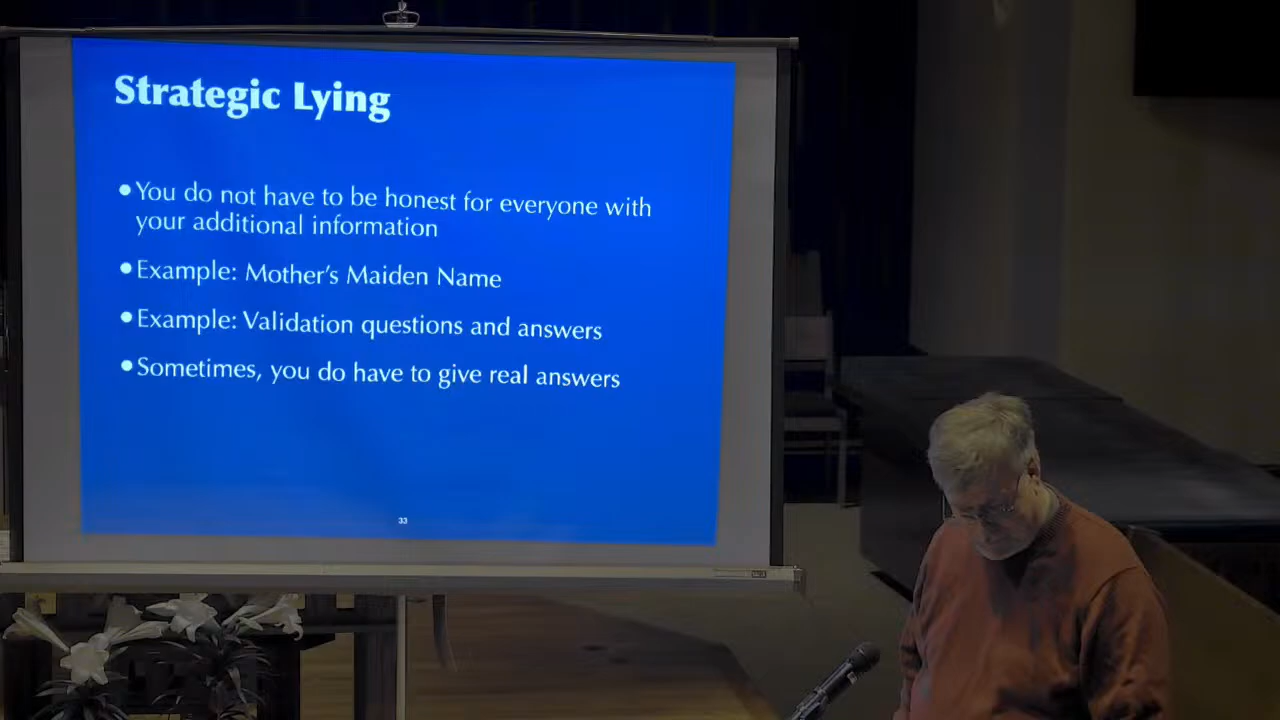 Strategic Lying
• You do not have to be honest for everyone with
your additional information
• Example: Mother's Maiden Name
• Example: Validation questions and answers
• Sometimes, you do have to give real answers
33